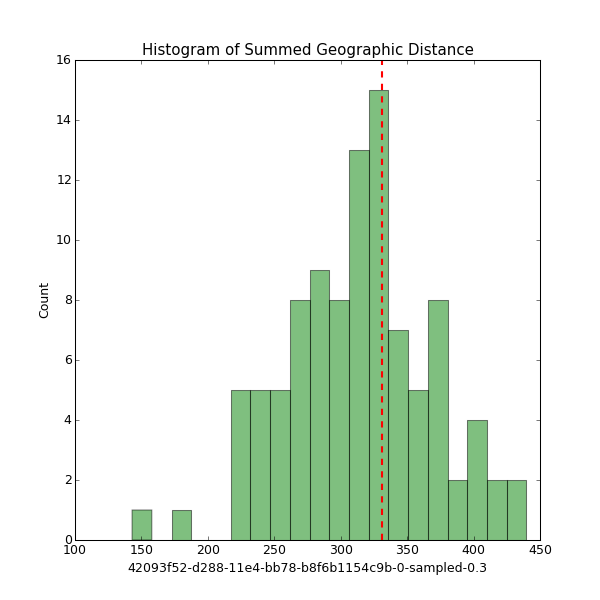 Histogram of Summed Geographic Distance
16
14
12
10
8
6
4
2
0
Count
100 150 200 250 300 350 400 450
42093f52-d288-11e4-bb78-b8f6b1154c9b-0-sampled-0.3